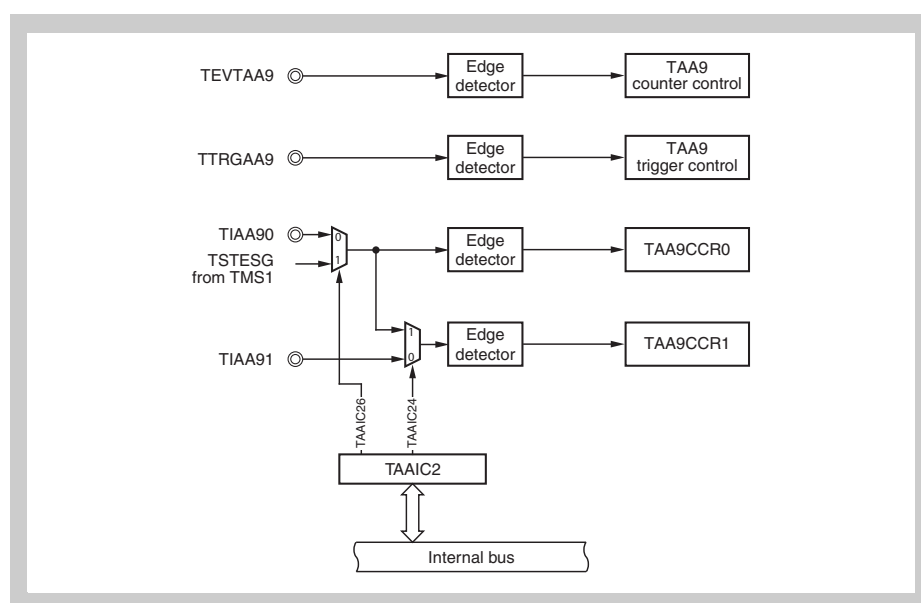 TEVTAA9
Edge
detector
TAA9
counter control
TTRGAA9
Edge
detector
TAA9
trigger control
TIAA90
0
TSTESG
from TMS1
1
Edge
detector
TAA9CCR0
1
0
TIAA91
Edge
detector
TAA9CCR1
TAAIC26
TAAIC24
TAAIC2
Internal bus